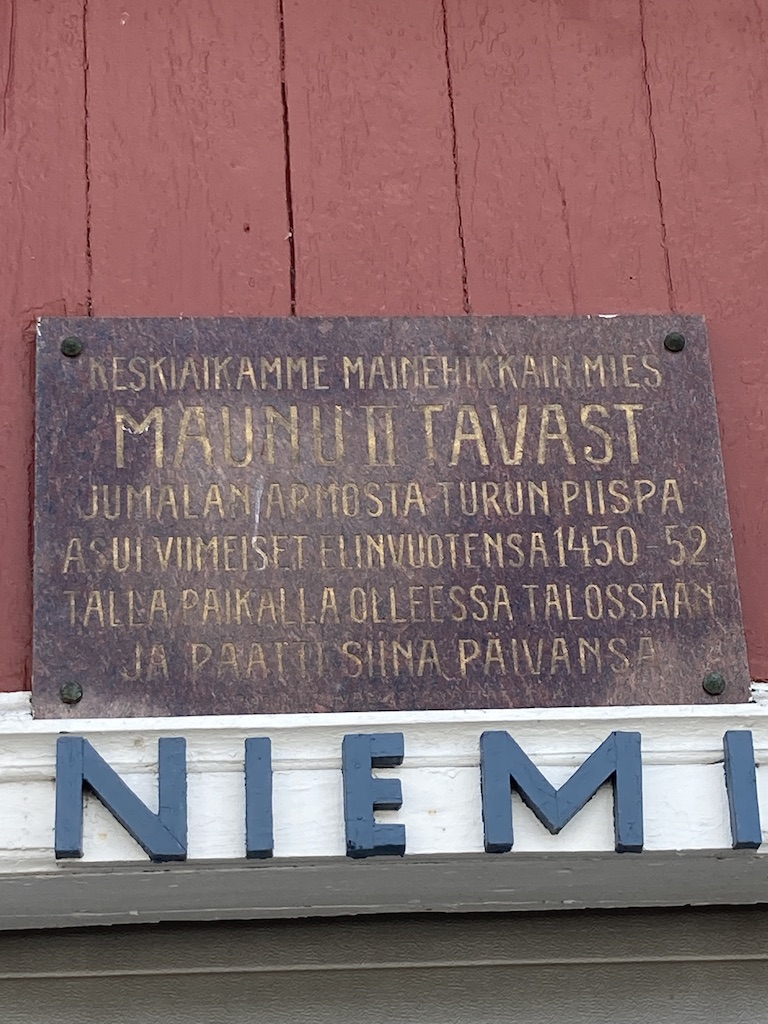 KESKIAIKAMME MAINEHIKKAIN MIES
MAUNU II TAVAST
JUMALAN ARMOSTA TURUN PIISPA
ASUI VIIMEISET ELINVUOTENSA 1450-52
TÄLLÄ PAIKALLA OLLEESSA TALOSSAAN
JA PÄÄTTI SIINÄ PÄIVÄNSÄ
NIEMI